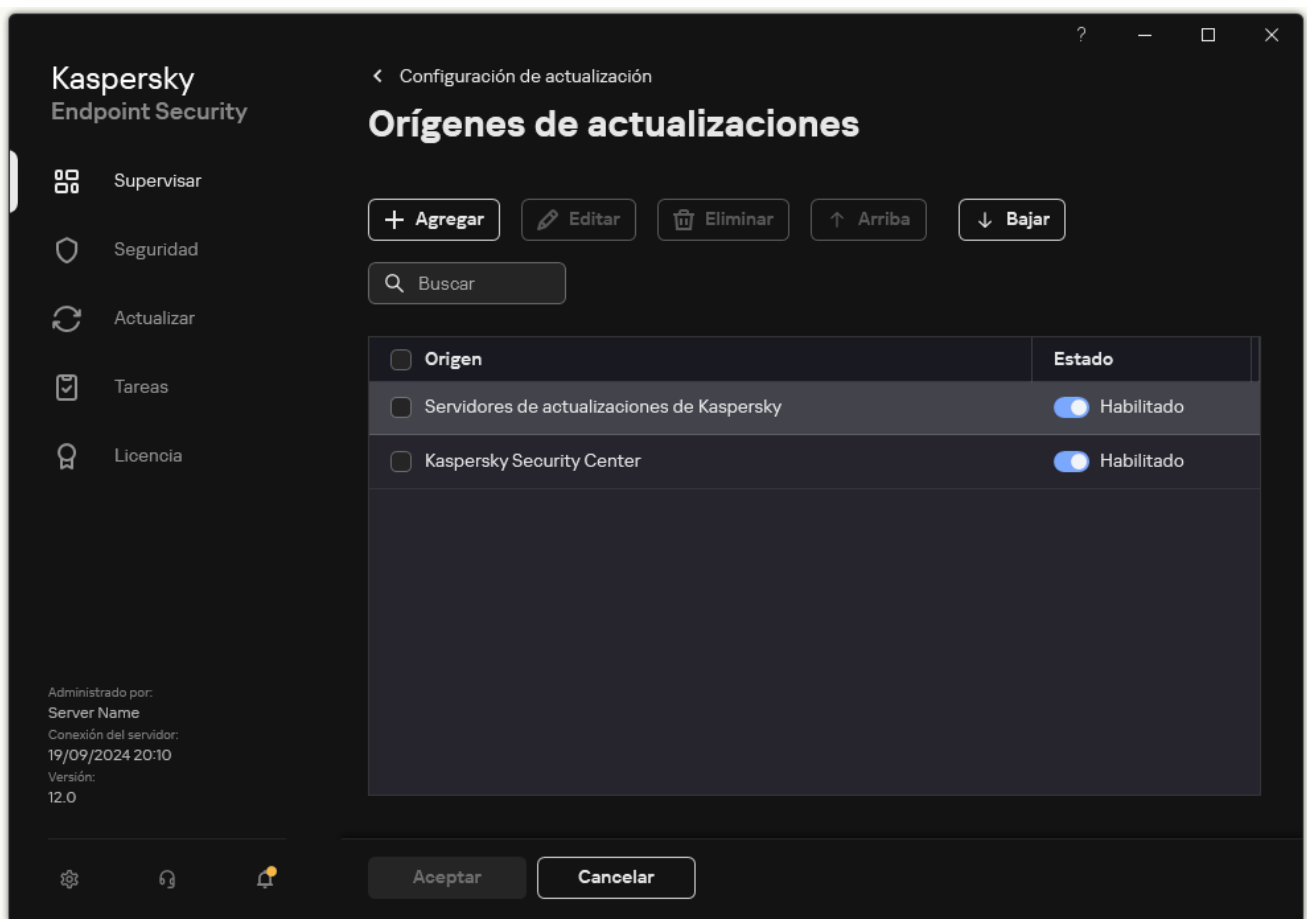 ?
Kaspersky
Endpoint Security
Configuración de actualización
Orígenes de actualizaciones
Supervisar
Seguridad
Actualizar
Tareas
Licencia
Agregar
Editar
Eliminar
Arriba
Bajar
Buscar
Origen
Estado
Servidores de actualizaciones de Kaspersky
Habilitado
Kaspersky Security Center
Habilitado
Administrado por:
Server Name
Conexión del servidor:
19/09/2024 20:10
Versión:
12.0
Aceptar
Cancelar